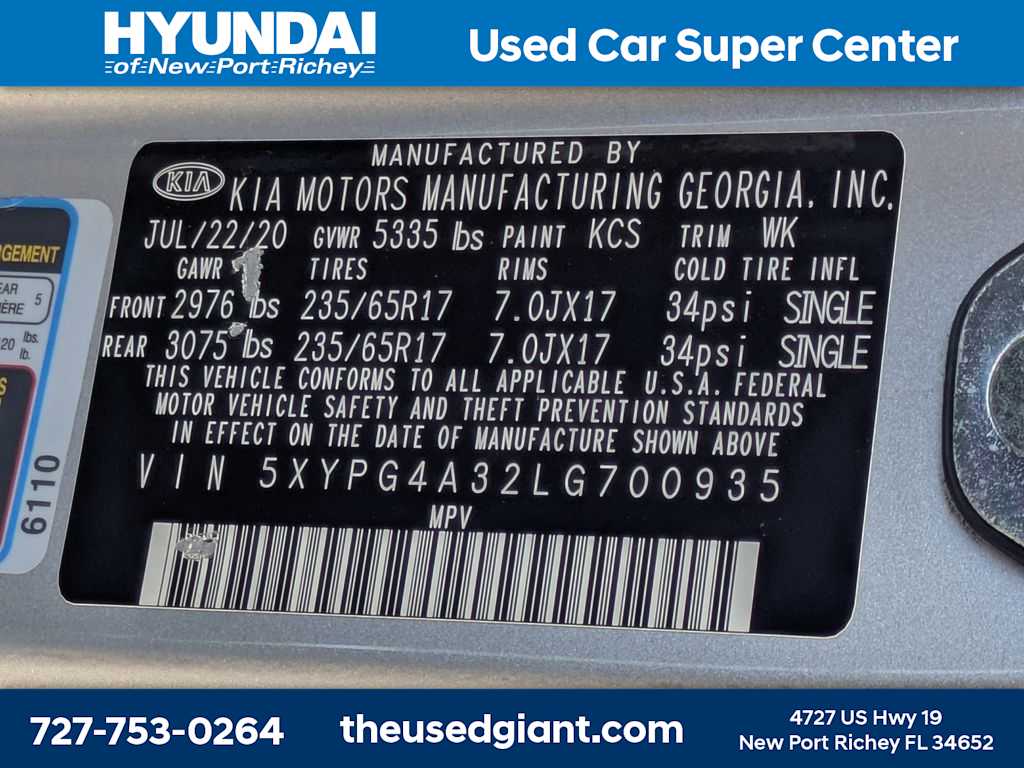 HYUNDAI
of New Port Richey
Used Car Super Center
MANUFACTURED BY
KIA KIA MOTORS MANUFACTURING GEORGIA, INC.
JUL/22/20 GVWR 5335 lbs PAINT KCS TRIM WK
GAWR TIRES RIMS COLD TIRE INFL
FRONT 2976 lbs 235/65R17 7.0JX17 34psi SINGLE
REAR 3075 lbs 235/65R17 7.0JX17 34psi SINGLE
THIS VEHICLE CONFORMS TO ALL APPLICABLE U.S.A. FEDERAL
MOTOR VEHICLE SAFETY AND THEFT PREVENTION STANDARDS
IN EFFECT ON THE DATE OF MANUFACTURE SHOWN ABOVE
VIN 5XYPG4A32LG700935
MPV
5
lbs.
lb.
6110
727-753-0264
theusedgiant.com
4727 US Hwy 19
New Port Richey FL 34652